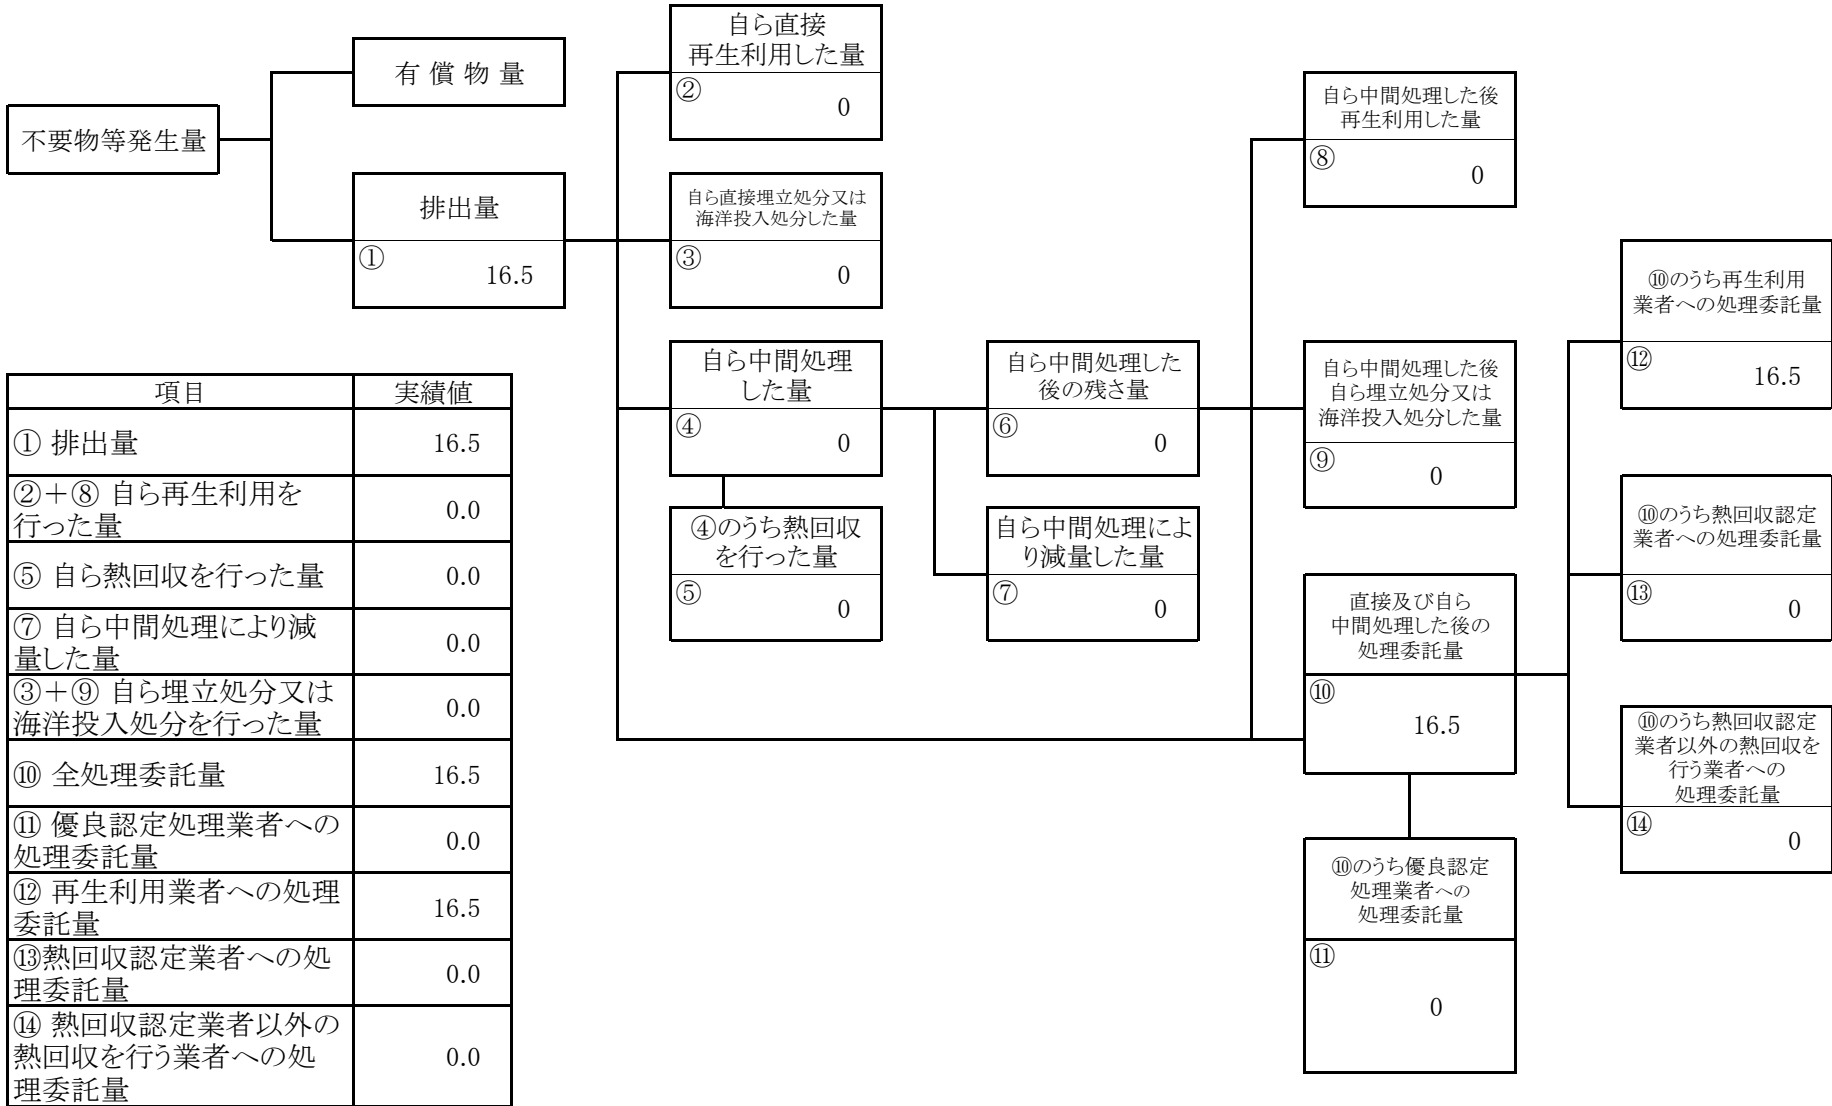 自ら直接
再生利用した量
②
0
有 償 物 量
不要物等発生量
排出量
①
16.5
自ら直接埋立処分又は
海洋投入処分した量
③
0
自ら中間処理した後
再生利用した量
⑧
0
自ら中間処理
した量
④
0
自ら中間処理した
後の残さ量
⑥
0
自ら中間処理した後
自ら埋立処分又は
海洋投入処分した量
⑨
0
⑩のうち再生利用
業者への処理委託量
⑫
16.5
④のうち熱回収
を行った量
⑤
0
自ら中間処理によ
り減量した量
⑦
0
直接及び自ら
中間処理した後の
処理委託量
⑩
16.5
⑩のうち熱回収認定
業者への処理委託量
⑬
0
⑩のうち熱回収認定
業者以外の熱回収を
行う業者への
処理委託量
⑭
0
⑩のうち優良認定
処理業者への
処理委託量
⑪
0
項目 実績値
① 排出量 16.5
②+⑧ 自ら再生利用を
行った量 0.0
⑤ 自ら熱回収を行った量 0.0
⑦ 自ら中間処理により減
量した量 0.0
③+⑨ 自ら埋立処分又は
海洋投入処分を行った量 0.0
⑩ 全処理委託量 16.5
⑪ 優良認定処理業者への
処理委託量 0.0
⑫ 再生利用業者への処理
委託量 16.5
⑬熱回収認定業者への処
理委託量 0.0
⑭ 熱回収認定業者以外の
熱回収を行う業者への処
理委託量 0.0